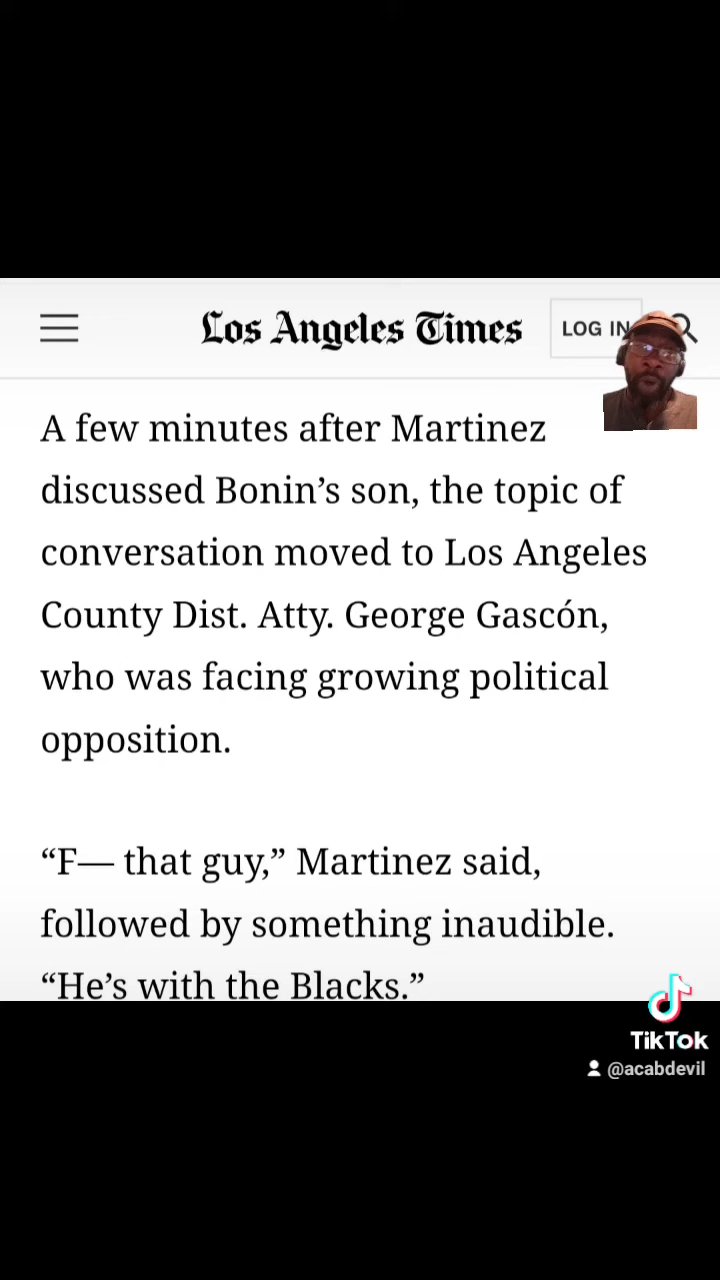 Los Angeles Times
LOG IN
A few minutes after Martinez
discussed Bonin’s son, the topic of
conversation moved to Los Angeles
County Dist. Atty. George Gascón,
who was facing growing political
opposition.
“F— that guy,” Martinez said,
followed by something inaudible.
“He’s with the Blacks.”
TikTok
@acabdevil